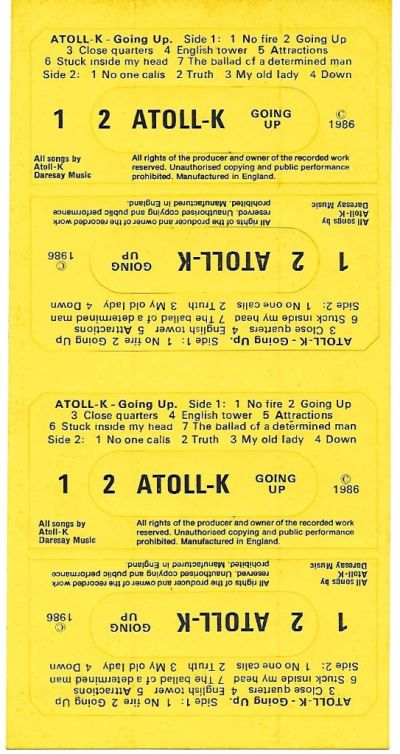 ATOLL-K - Going Up. Side 1: 1 No fire 2 Going Up
3 Close quarters 4 English tower 5 Attractions
6 Stuck inside my head 7 The ballad of a determined man
Side 2: 1 No one calls 2 Truth 3 My old lady 4 Down
1 2 ATOLL-K GOING UP © 1986
All songs by
Atoll-K
Daresay Music
All rights of the producer and owner of the recorded work
reserved. Unauthorised copying and public performance
prohibited. Manufactured in England.
ATOLL-K - Going Up. Side 1: 1 No fire 2 Going Up
3 Close quarters 4 English tower 5 Attractions
6 Stuck inside my head 7 The ballad of a determined man
Side 2: 1 No one calls 2 Truth 3 My old lady 4 Down
1 2 ATOLL-K GOING UP © 1986
All songs by
Atoll-K
Daresay Music
All rights of the producer and owner of the recorded work
reserved. Unauthorised copying and public performance
prohibited. Manufactured in England.
ATOLL-K - Going Up. Side 1: 1 No fire 2 Going Up
3 Close quarters 4 English tower 5 Attractions
6 Stuck inside my head 7 The ballad of a determined man
Side 2: 1 No one calls 2 Truth 3 My old lady 4 Down
1 2 ATOLL-K GOING UP © 1986
All songs by
Atoll-K
Daresay Music
All rights of the producer and owner of the recorded work
reserved. Unauthorised copying and public performance
prohibited. Manufactured in England.
ATOLL-K - Going Up. Side 1: 1 No fire 2 Going Up
3 Close quarters 4 English tower 5 Attractions
6 Stuck inside my head 7 The ballad of a determined man
Side 2: 1 No one calls 2 Truth 3 My old lady 4 Down
1 2 ATOLL-K GOING UP © 1986
All songs by
Atoll-K
Daresay Music
All rights of the producer and owner of the recorded work
reserved. Unauthorised copying and public performance
prohibited. Manufactured in England.